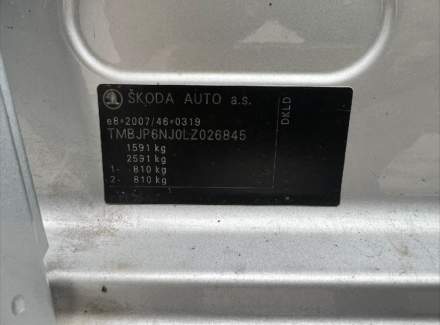 ŠKODA AUTO a.s.
e8*2007/46*0319
TMBJP6NJ0LZ026845
1591 kg
2591 kg
1- 810 kg
2- 810 kg
DKLD